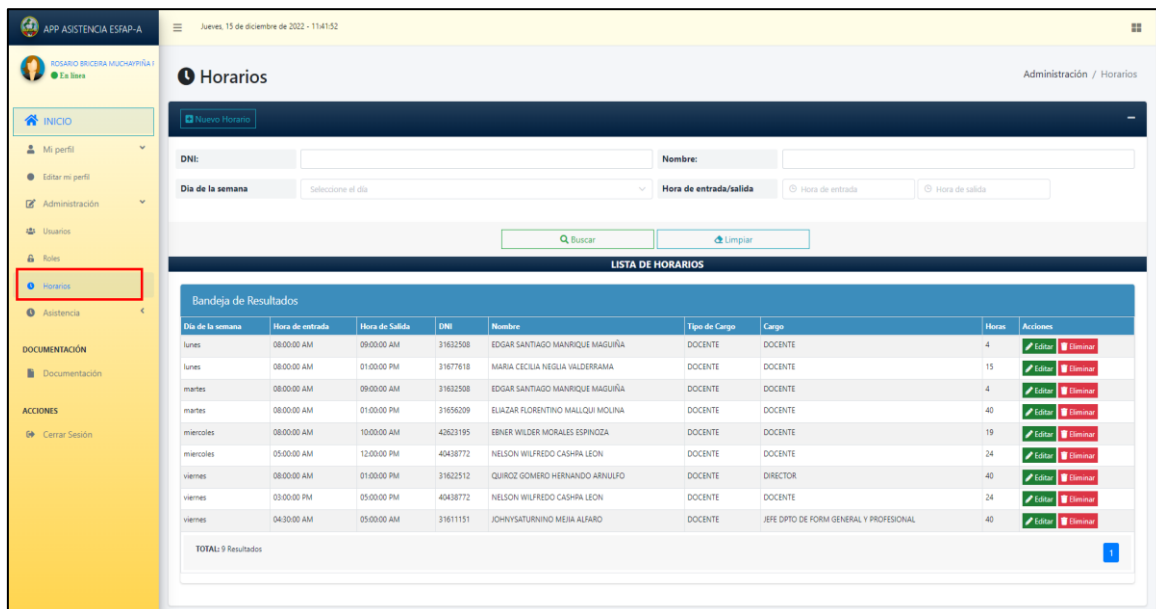 APP ASISTENCIA ESFAP-A
Jueves, 15 de diciembre de 2022 - 11:41:52
ROSARIO BRICEIRA MUCHAYPIÑA
En línea
Horarios
Administración / Horarios
INICIO
Mi perfil
Editar mi perfil
Administración
Usuarios
Roles
Horarios
Asistencia
DOCUMENTACIÓN
Documentación
ACCIONES
Cerrar Sesión
Nuevo Horario
DNI:
Nombre:
Dia de la semana
Seleccione el día
Hora de entrada/salida
Hora de entrada
Hora de salida
Buscar
Limpiar
LISTA DE HORARIOS
Bandeja de Resultados
Día de la semana Hora de entrada Hora de Salida DNI Nombre Tipo de Cargo Cargo Horas Acciones
lunes 08:00:00 AM 09:00:00 AM 31632508 EDGAR SANTIAGO MANRIQUE MAGUIÑA DOCENTE DOCENTE 4 Editar Eliminar
lunes 08:00:00 AM 01:00:00 PM 31677618 MARIA CECILIA NEGLIA VALDERRAMA DOCENTE DOCENTE 15 Editar Eliminar
martes 08:00:00 AM 09:00:00 AM 31632508 EDGAR SANTIAGO MANRIQUE MAGUIÑA DOCENTE DOCENTE 4 Editar Eliminar
martes 08:00:00 AM 01:00:00 PM 31656209 ELIAZAR FLORENTINO MALLQUI MOLINA DOCENTE DOCENTE 40 Editar Eliminar
miercoles 08:00:00 AM 10:00:00 AM 42623195 EBNER WILDER MORALES ESPINOZA DOCENTE DOCENTE 19 Editar Eliminar
miercoles 05:00:00 AM 12:00:00 PM 40438772 NELSON WILFREDO CASHPA LEON DOCENTE DOCENTE 24 Editar Eliminar
viernes 08:00:00 AM 01:00:00 PM 31622512 QUIROZ GOMERO HERNANDO ARNULFO DOCENTE DIRECTOR 40 Editar Eliminar
viernes 03:00:00 PM 05:00:00 PM 40438772 NELSON WILFREDO CASHPA LEON DOCENTE DOCENTE 24 Editar Eliminar
viernes 04:30:00 AM 05:00:00 AM 31611151 JOHNYSATURNINO MEJIA ALFARO DOCENTE JEFE DPTO DE FORM GENERAL Y PROFESIONAL 40 Editar Eliminar
TOTAL: 9 Resultados
1